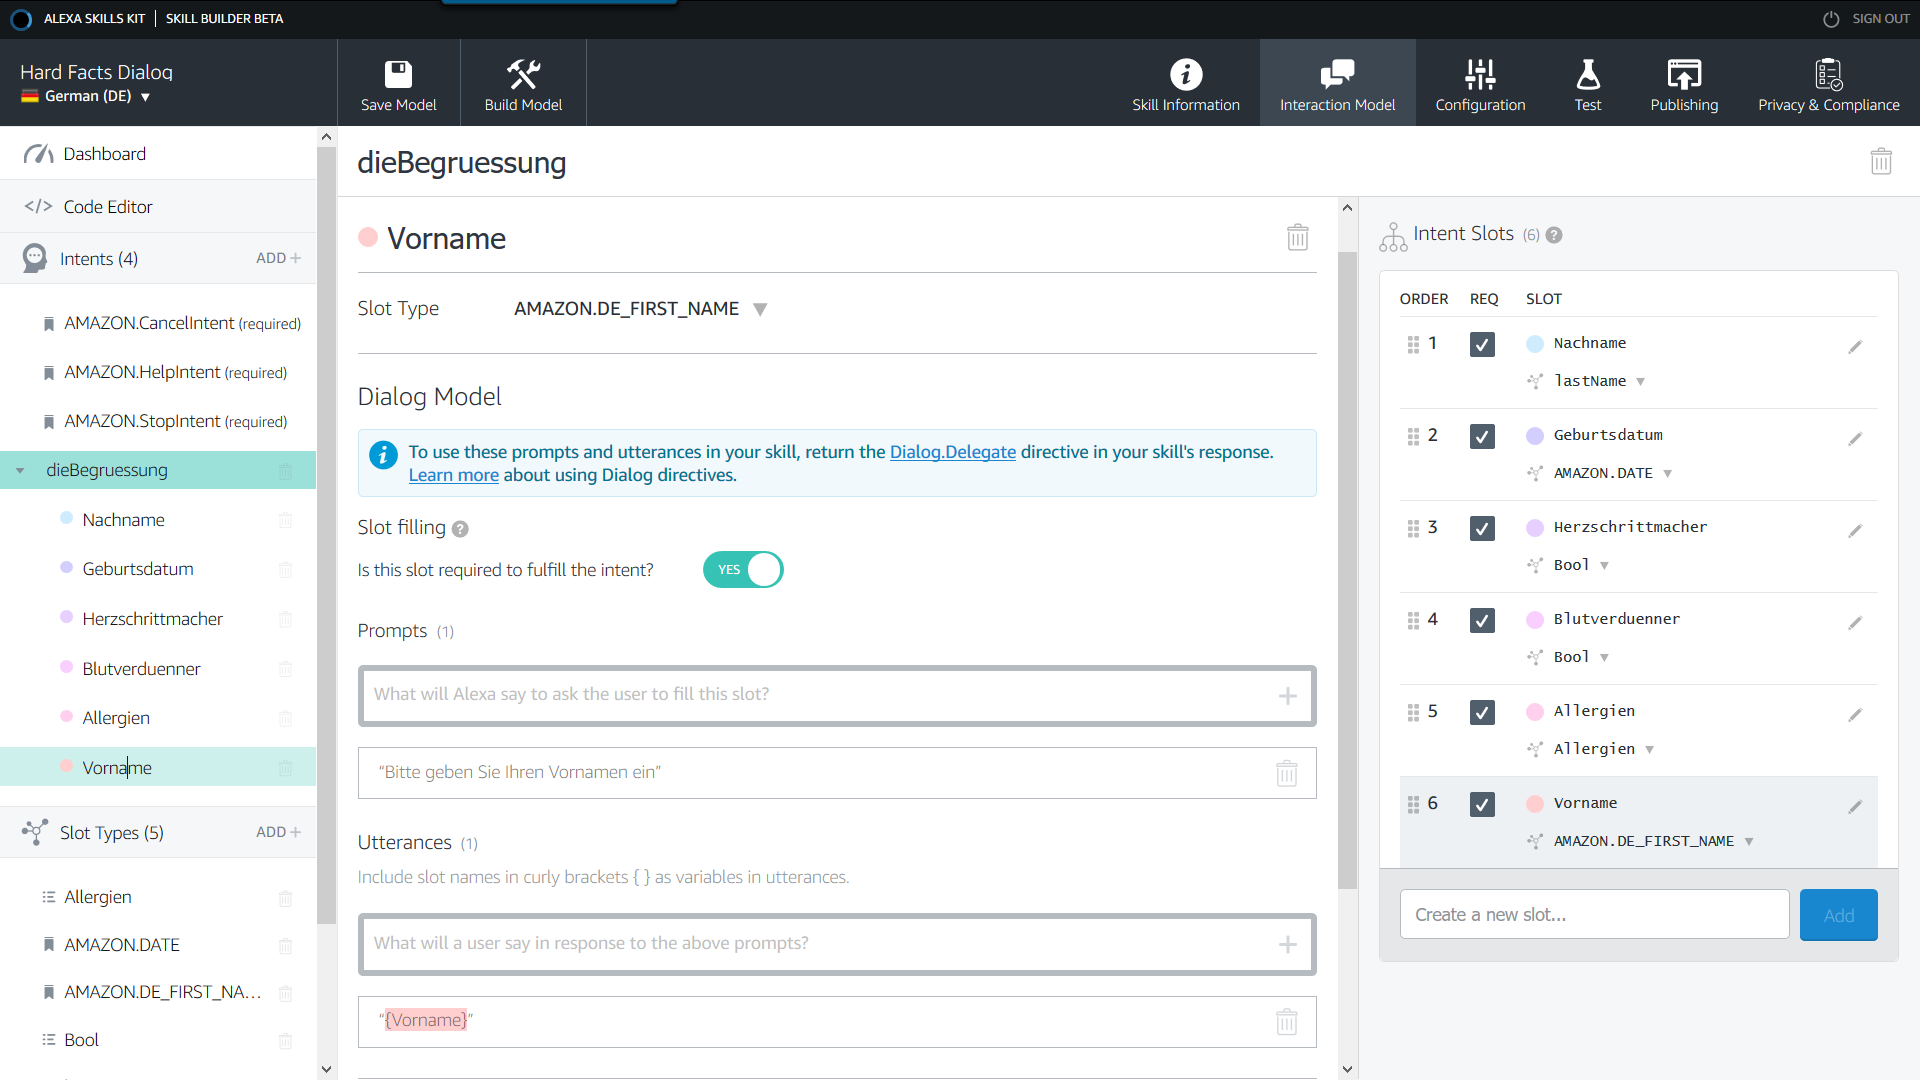 ALEXA SKILLS KIT | SKILL BUILDER BETA
SIGN OUT
Hard Facts Dialog
German (DE) ▼
Save Model
Build Model
Skill Information
Interaction Model
Configuration
Test
Publishing
Privacy & Compliance
Dashboard
</> Code Editor
Intents (4)
ADD +
AMAZON.CancelIntent (required)
AMAZON.HelpIntent (required)
AMAZON.StopIntent (required)
dieBegruessung
Nachname
Geburtsdatum
Herzschrittmacher
Blutverduenner
Allergien
Vorname
Slot Types (5)
ADD +
Allergien
AMAZON.DATE
AMAZON.DE_FIRST_NA...
Bool
dieBegruessung
Vorname
Slot Type
AMAZON.DE_FIRST_NAME ▼
Dialog Model
To use these prompts and utterances in your skill, return the Dialog.Delegate directive in your skill's response.
Learn more about using Dialog directives.
Slot filling ?
Is this slot required to fulfill the intent?
YES
Prompts (1)
What will Alexa say to ask the user to fill this slot?
“Bitte geben Sie Ihren Vornamen ein”
Utterances (1)
Include slot names in curly brackets { } as variables in utterances.
What will a user say in response to the above prompts?
“{Vorname}”
Intent Slots (6) ?
ORDER REQ SLOT
1 Nachname
lastName ▼
2 Geburtsdatum
AMAZON.DATE ▼
3 Herzschrittmacher
Bool ▼
4 Blutverduenner
Bool ▼
5 Allergien
Allergien ▼
6 Vorname
AMAZON.DE_FIRST_NAME ▼
Create a new slot...
Add